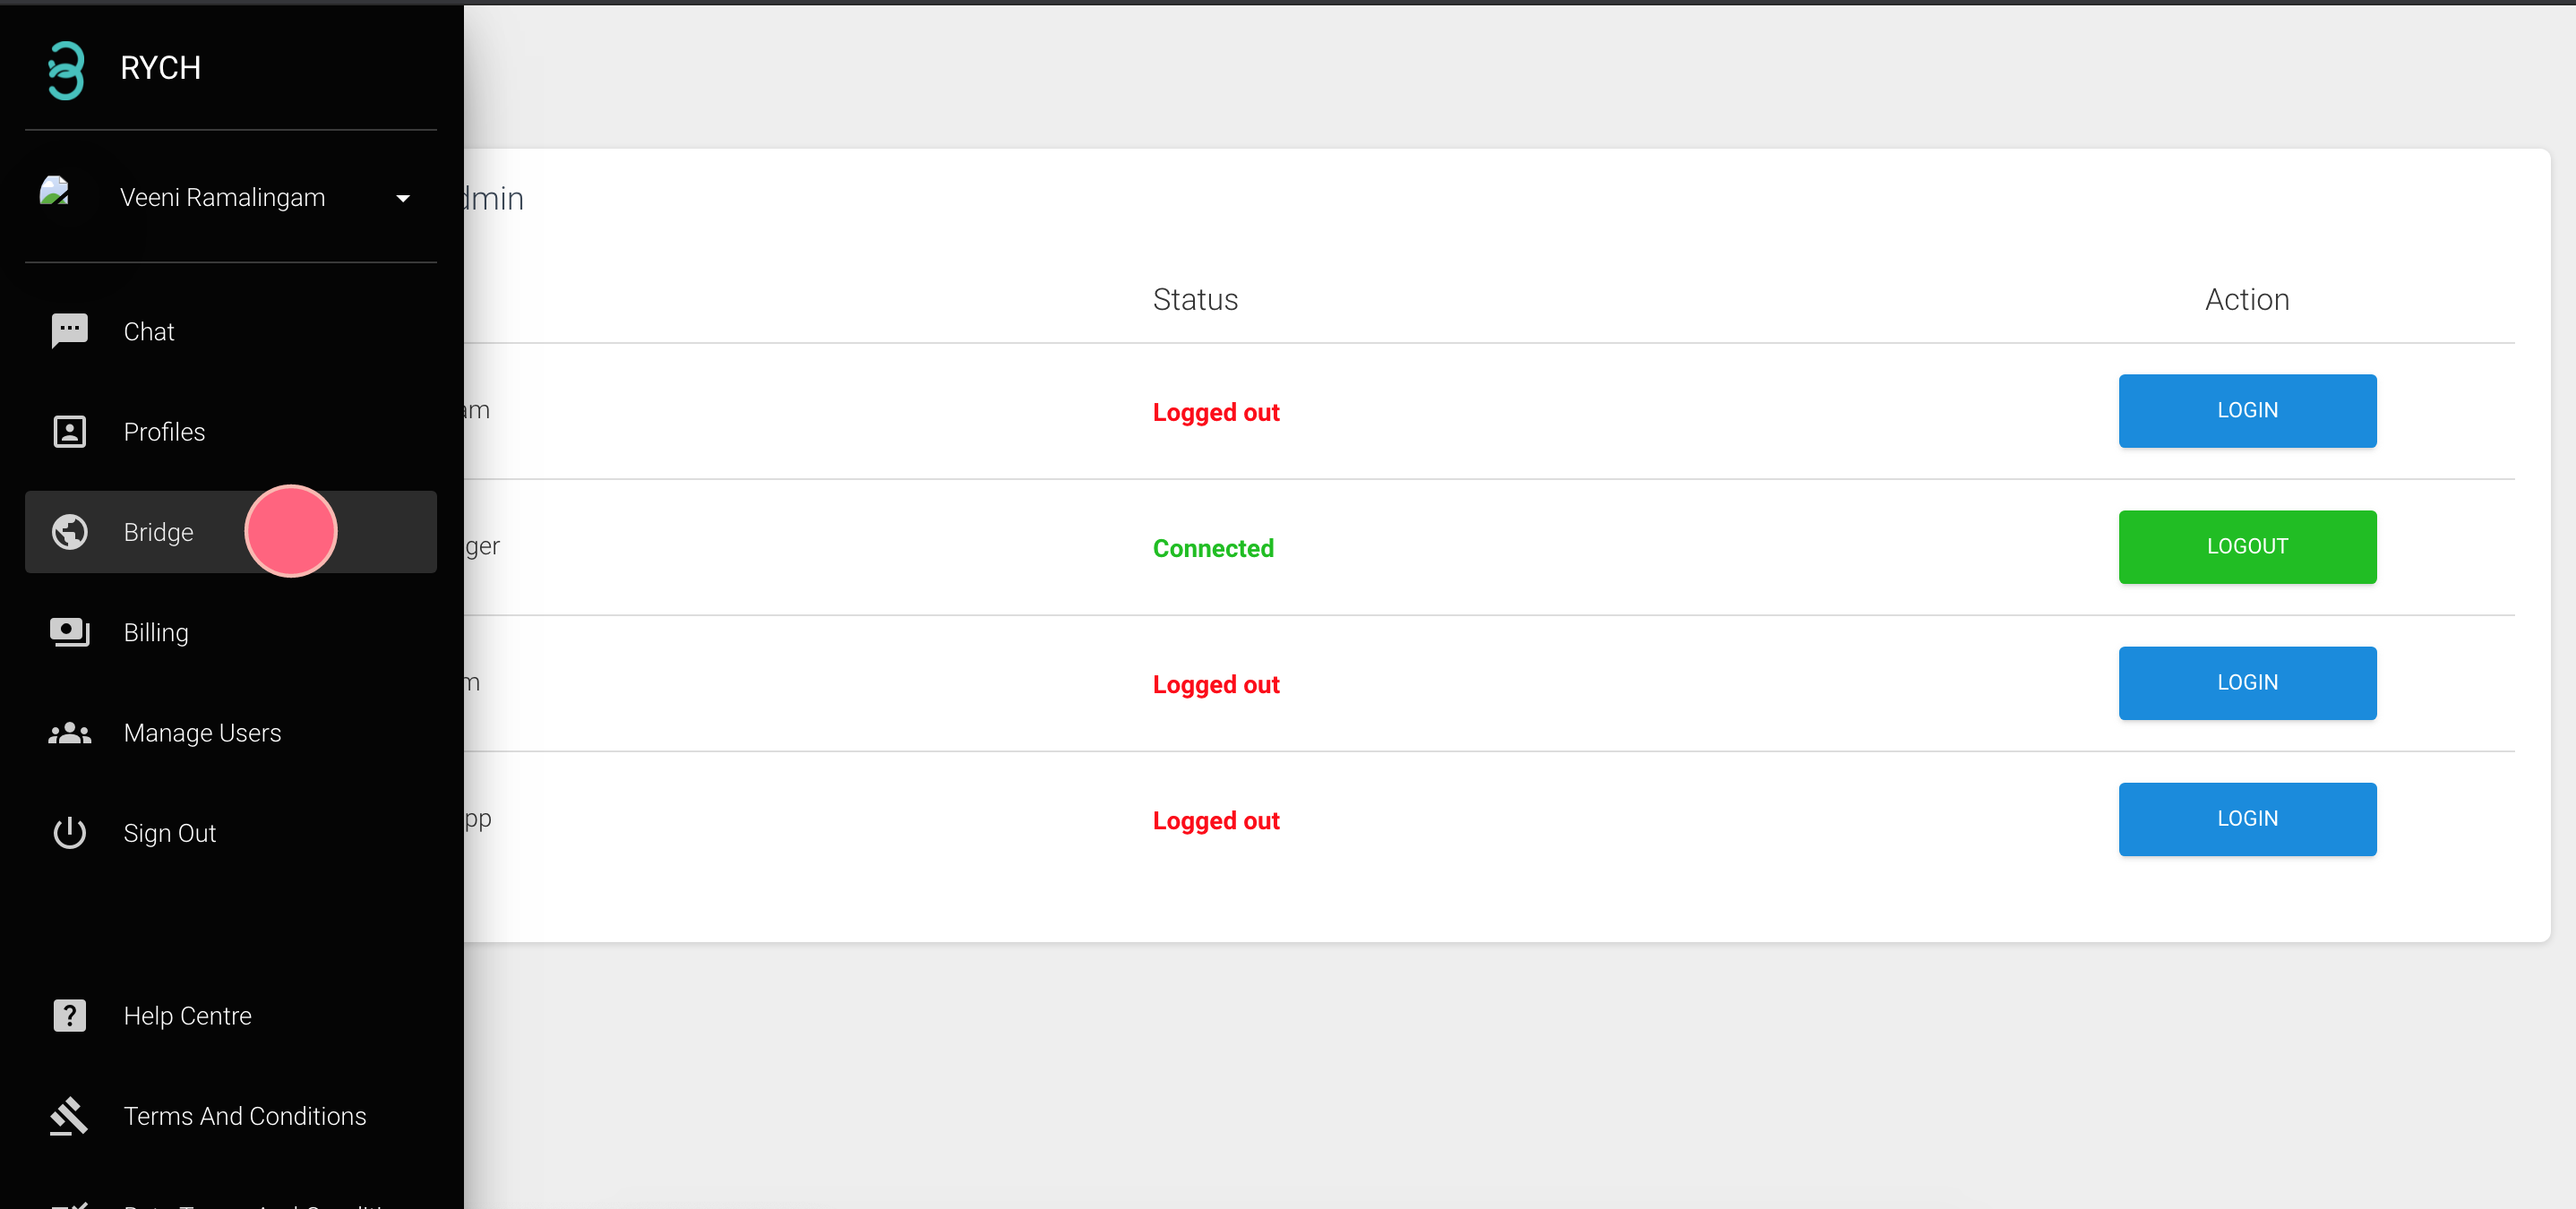 RYCH
Veeni Ramalingam
Chat
Profiles
Bridge
Billing
Manage Users
Sign Out
Help Centre
Terms And Conditions
dmin
Status Action
am Logged out LOGIN
ger Connected LOGOUT
m Logged out LOGIN
pp Logged out LOGIN